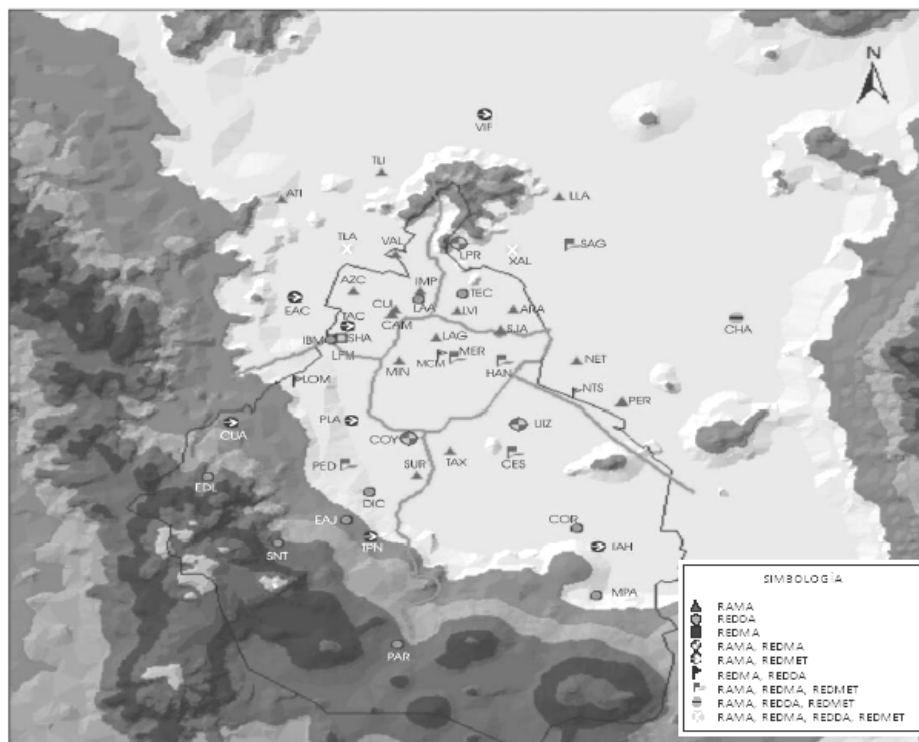 N
VIF
TLI
ATI
LLA
TLA
VAL
LPR
XAL
SAG
AZC
IMP
TEC
EAC
TAC
CUI
LAA
LVI
ARA
CHA
CAM
IBM
SHA
LAG
SJA
LPM
MER
MIN
MCM
HAN
NET
LOM
NTS
PER
PLA
CUA
COY
UIZ
PED
SUR
TAX
CES
EDL
DIC
EAJ
COR
SNT
TPN
IAH
MPA
PAR
SIMBOLOGÍA
RAMA
REDDA
REDMA
RAMA, REDMA
RAMA, REDMET
REDMA, REDDA
RAMA, REDMA, REDMET
RAMA, REDDA, REDMET
RAMA, REDMA, REDDA, REDMET